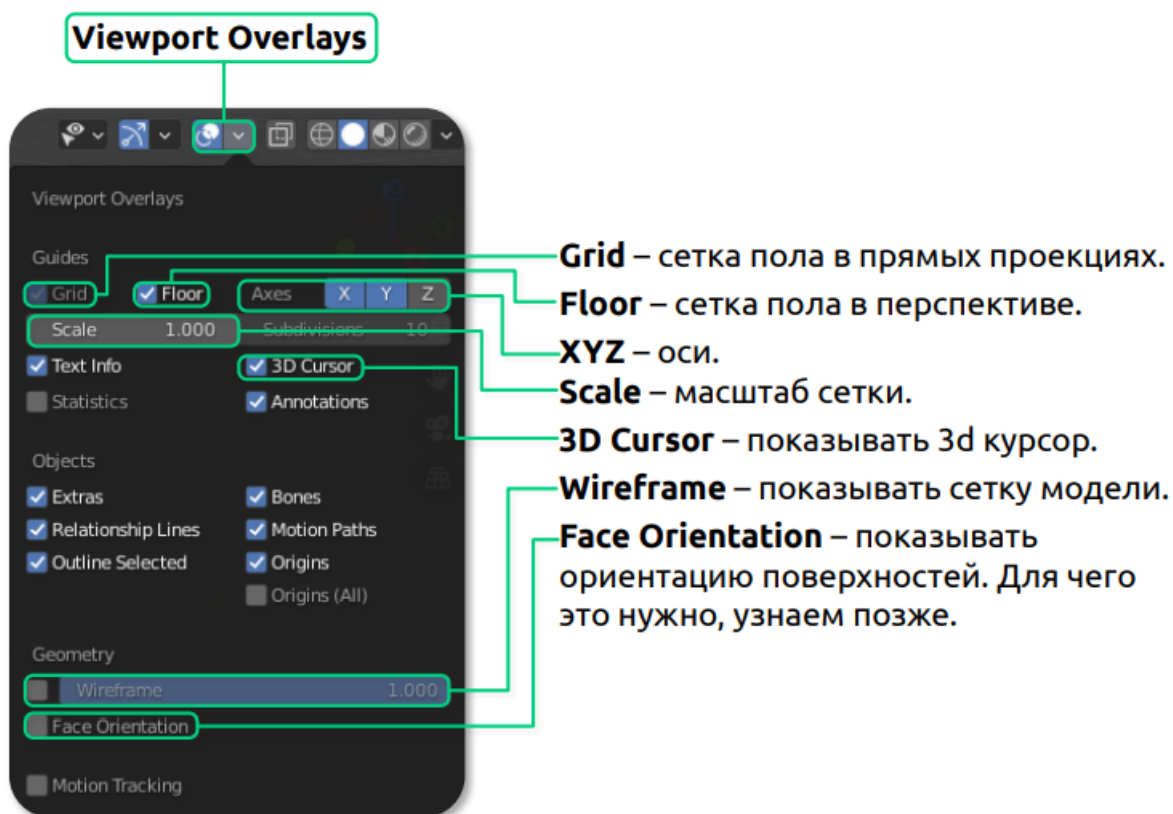 Viewport Overlays
Viewport Overlays
Guides
Grid
Floor
Axes X Y Z
Scale 1.000
Subdivisions 10
Text Info
3D Cursor
Statistics
Annotations
Objects
Extras
Bones
Relationship Lines
Motion Paths
Outline Selected
Origins
Origins (All)
Geometry
Wireframe 1.000
Face Orientation
Motion Tracking
Grid – сетка пола в прямых проекциях.
Floor – сетка пола в перспективе.
XYZ – оси.
Scale – масштаб сетки.
3D Cursor – показывать 3d курсор.
Wireframe – показывать сетку модели.
Face Orientation – показывать
ориентацию поверхностей. Для чего
это нужно, узнаем позже.